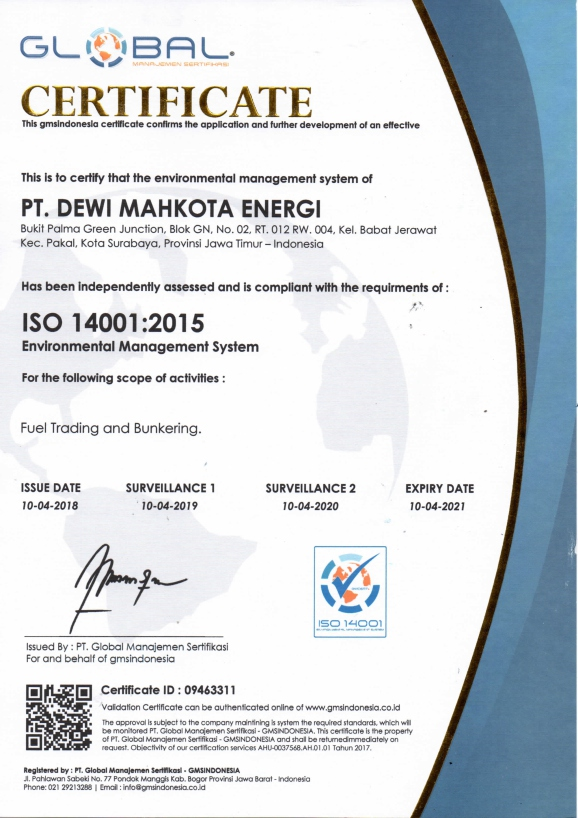 GLOBAL®
MANAJEMEN SERTIFIKASI
CERTIFICATE
This gmsindonesia certificate confirms the application and further development of an effective
This is to certify that the environmental management system of
PT. DEWI MAHKOTA ENERGI
Bukit Palma Green Junction, Blok GN, No. 02, RT. 012 RW. 004, Kel. Babat Jerawat
Kec. Pakal, Kota Surabaya, Provinsi Jawa Timur – Indonesia
Has been independently assessed and is compliant with the requirments of :
ISO 14001:2015
Environmental Management System
For the following scope of activities :
Fuel Trading and Bunkering.
ISSUE DATE SURVEILLANCE 1 SURVEILLANCE 2 EXPIRY DATE
10-04-2018 10-04-2019 10-04-2020 10-04-2021
ISO 14001
Issued By : PT. Global Manajemen Sertifikasi
For and behalf of gmsindonesia
Certificate ID : 09463311
Validation Certificate can be authenticated online of www.gmsindonesia.co.id
The approval is subject to the company maintining is system the required standards, which will
be monitored PT. Global Manajemen Sertifikasi - GMSINDONESIA. This certificate is the property
of PT. Global Manajemen Sertifikasi - GMSINDONESIA and shall be returnedimmediately on
request. Objectivity of our certification services AHU-0037568.AH.01.01 Tahun 2017.
Registered by : PT. Global Manajemen Sertifikasi - GMSINDONESIA
Jl. Pahlawan Sabeki No. 77 Pondok Manggis Kab. Bogor Provinsi Jawa Barat - Indonesia
Phone: 021 29213288 | Email : info@gmsindonesia.co.id